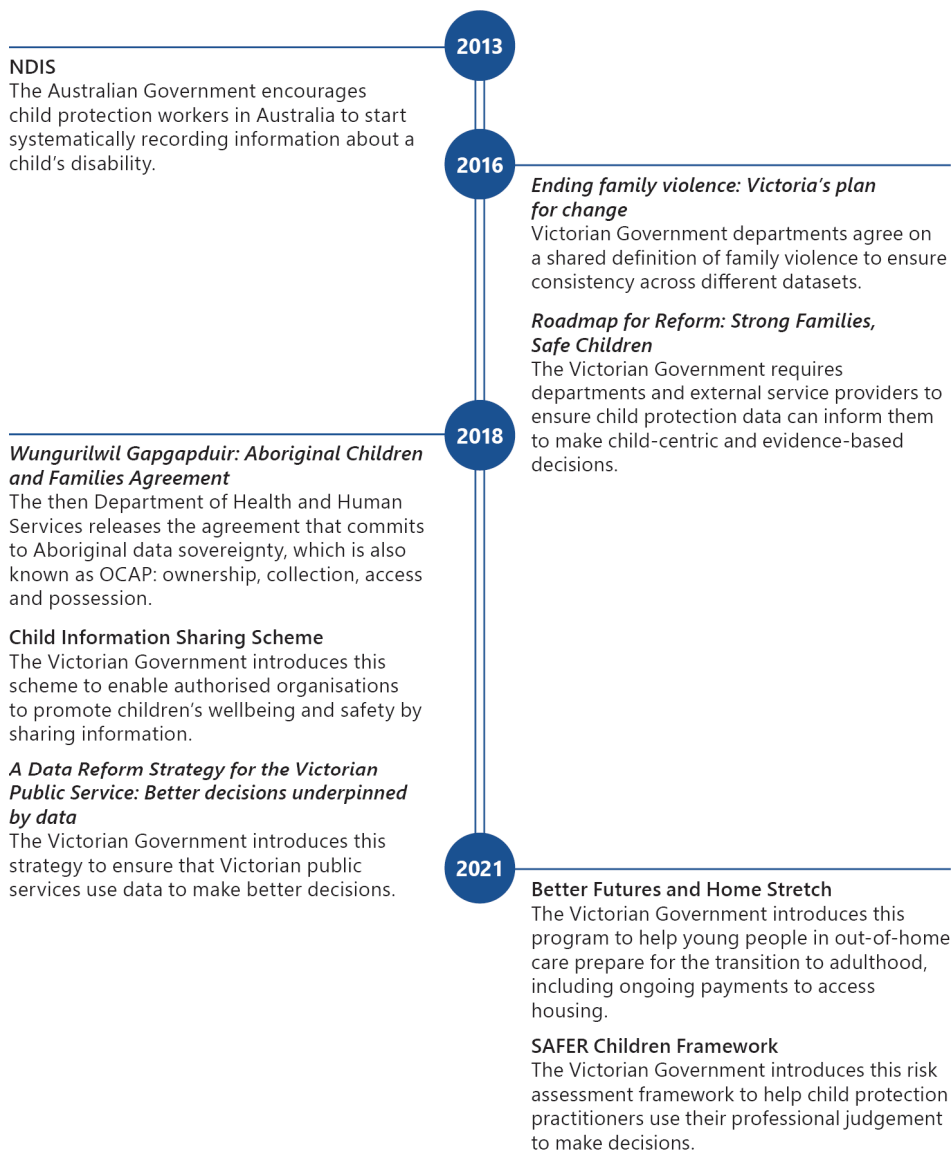 2013
NDIS
The Australian Government encourages
child protection workers in Australia to start
systematically recording information about a
child's disability.
2016
Ending family violence: Victoria's plan
for change
Victorian Government departments agree on
a shared definition of family violence to ensure
consistency across different datasets.
Roadmap for Reform: Strong Families,
Safe Children
The Victorian Government requires
departments and external service providers to
ensure child protection data can inform them
to make child-centric and evidence-based
decisions.
2018
Wungurilwil Gapgapduir: Aboriginal Children
and Families Agreement
The then Department of Health and Human
Services releases the agreement that commits
to Aboriginal data sovereignty, which is also
known as OCAP: ownership, collection, access
and possession.
Child Information Sharing Scheme
The Victorian Government introduces this
scheme to enable authorised organisations
to promote children's wellbeing and safety by
sharing information.
A Data Reform Strategy for the Victorian
Public Service: Better decisions underpinned
by data
The Victorian Government introduces this
strategy to ensure that Victorian public
services use data to make better decisions.
2021
Better Futures and Home Stretch
The Victorian Government introduces this
program to help young people in out-of-home
care prepare for the transition to adulthood,
including ongoing payments to access
housing.
SAFER Children Framework
The Victorian Government introduces this risk
assessment framework to help child protection
practitioners use their professional judgement
to make decisions.